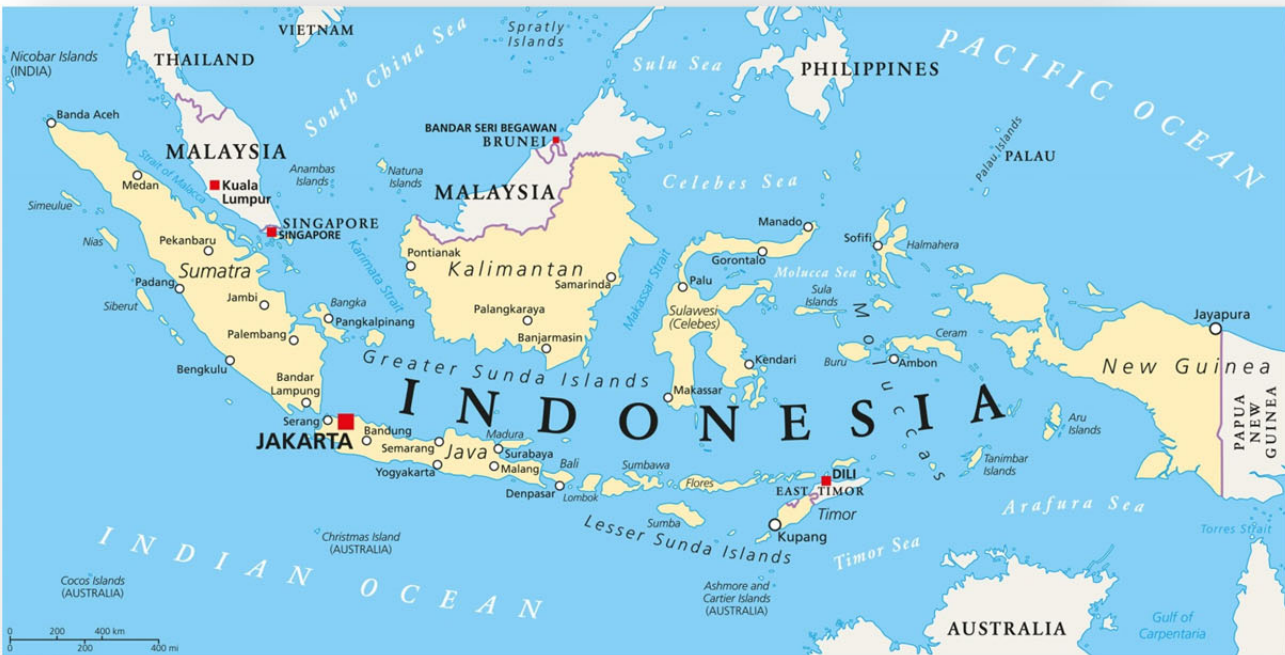 VIETNAM
Spratly
Islands
PACIFIC OCEAN
Nicobar Islands
(INDIA)
THAILAND
South China Sea
Sulu Sea
PHILIPPINES
Banda Aceh
BANDAR SERI BEGAWAN
BRUNEI
Palau Islands
PALAU
MALAYSIA
Strait of Malacca
Medan
Kuala
Lumpur
Anambas
Islands
Natuna
Islands
MALAYSIA
Celebes Sea
Simeulue
Nias
SINGAPORE
SINGAPORE
Manado
Sofifi
Halmahera
Pekanbaru
Sumatra
Karimata Strait
Pontianak
Kalimantan
Samarinda
Makassar Strait
Gorontalo
Molucca Sea
Padang
Siberut
Jambi
Bangka
Pangkalpinang
Palangkaraya
Palu
Sulawesi
(Celebes)
Sula
Islands
Moluccas
Jayapura
Palembang
Banjarmasin
Buru
Ceram
Ambon
New Guinea
Bengkulu
Greater Sunda Islands
Kendari
Bandar
Lampung
INDONESIA
Makassar
PAPUA
NEW
GUINEA
Serang
JAKARTA
Bandung
Semarang
Java
Madura
Surabaya
Aru
Islands
Yogyakarta
Malang
Bali
Sumbawa
Flores
DILI
EAST TIMOR
Tanimbar
Islands
Denpasar
Lombok
Sumba
Timor
Arafura Sea
Lesser Sunda Islands
Kupang
Timor Sea
Torres Strait
INDIAN OCEAN
Christmas Island
(AUSTRALIA)
Cocos Islands
(AUSTRALIA)
Ashmore and
Cartier Islands
(AUSTRALIA)
AUSTRALIA
Gulf of
Carpentaria
0 200 400 km
0 200 400 mi